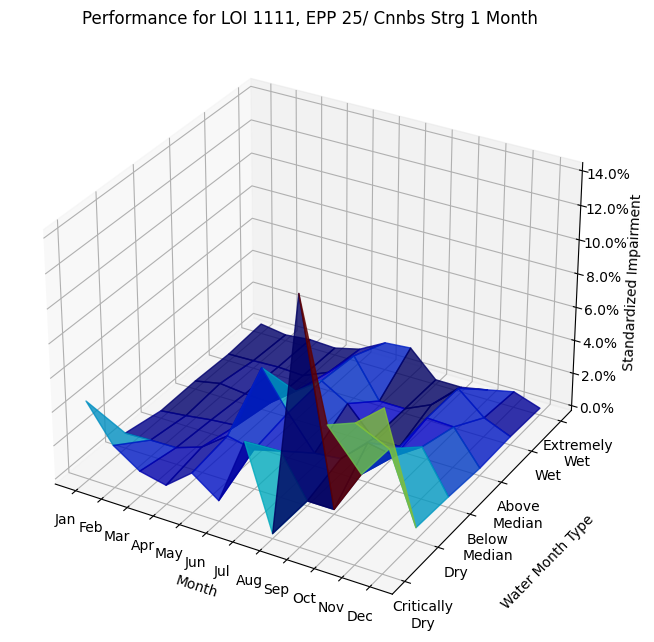 Performance for LOI 1111, EPP 25/ Cnnbs Strg 1 Month
14.0%
12.0%
10.0%
8.0%
6.0%
4.0%
2.0%
0.0%
Standardized Impairment
Extremely
Wet
Wet
Above
Median
Below
Median
Dry
Critically
Dry
Water Month Type
Jan
Feb
Mar
Apr
May
Jun
Jul
Aug
Sep
Oct
Nov
Dec
Month